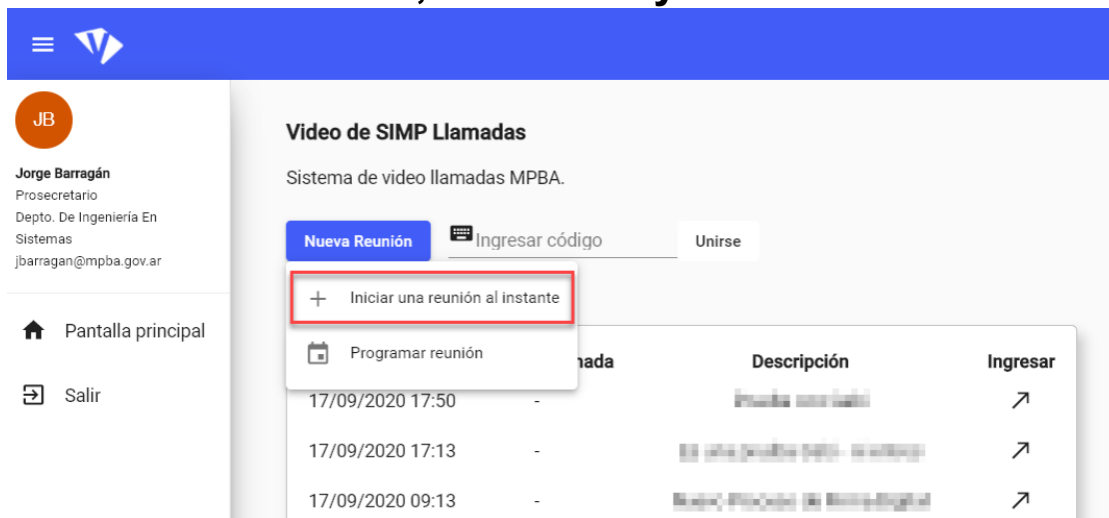 JB
Jorge Barragán
Prosecretario
Depto. De Ingeniería En
Sistemas
jbarragan@mpba.gov.ar
Pantalla principal
Salir
Video de SIMP Llamadas
Sistema de video llamadas MPBA.
Nueva Reunión Ingresar código Unirse
Iniciar una reunión al instante
Programar reunión
Descripción Ingresar
17/09/2020 17:50 -
17/09/2020 17:13 -
17/09/2020 09:13 -